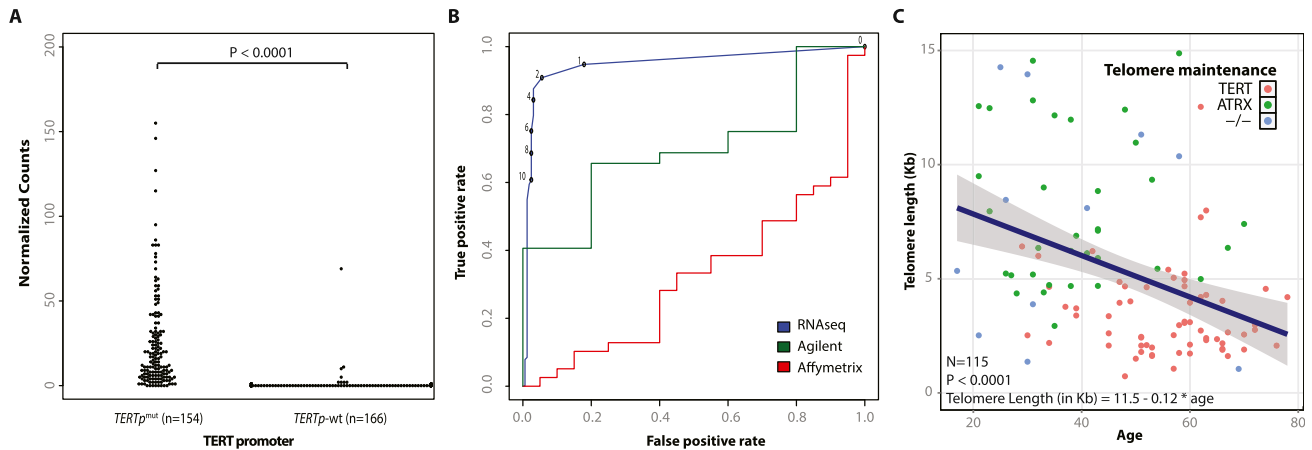 A
Normalized Counts
200
150
100
50
0
P < 0.0001
TERTpmut (n=154)
TERTp-wt (n=166)
TERT promoter
B
True positive rate
1.0
0.8
0.6
0.4
0.2
0.0
0
1
2
4
6
8
10
RNAseq
Agilent
Affymetrix
0.0 0.2 0.4 0.6 0.8 1.0
False positive rate
C
Telomere length (Kb)
15
10
5
0
Telomere maintenance
TERT
ATRX
−/−
N=115
P < 0.0001
Telomere Length (in Kb) = 11.5 - 0.12 * age
20 40 60 80
Age